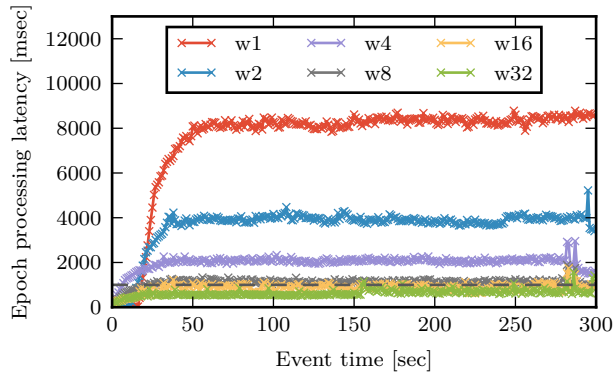 Epoch processing latency [msec]
12000
10000
8000
6000
4000
2000
0
w1
w4
w16
w2
w8
w32
0
50
100
150
200
250
300
Event time [sec]